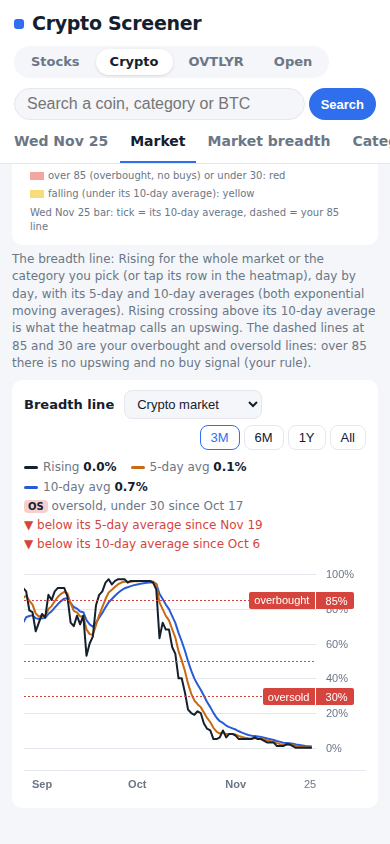 Crypto Screener
Stocks
Crypto
OVTLYR
Open
Search a coin, category or BTC
Search
Wed Nov 25
Market
Market breadth
over 85 (overbought, no buys) or under 30: red
falling (under its 10-day average): yellow
Wed Nov 25 bar: tick = its 10-day average, dashed = your 85
line
The breadth line: Rising for the whole market or the
category you pick (or tap its row in the heatmap), day by
day, with its 5-day and 10-day averages (both exponential
moving averages). Rising crossing above its 10-day average
is what the heatmap calls an upswing. The dashed lines at
85 and 30 are your overbought and oversold lines: over 85
there is no upswing and no buy signal (your rule).
Breadth line
Crypto market
3M
6M
1Y
All
Rising 0.0%
5-day avg 0.1%
10-day avg 0.7%
OS oversold, under 30 since Oct 17
▼ below its 5-day average since Nov 19
▼ below its 10-day average since Oct 6
100%
overbought 85%
60%
40%
oversold 30%
20%
0%
Sep
Oct
Nov
25